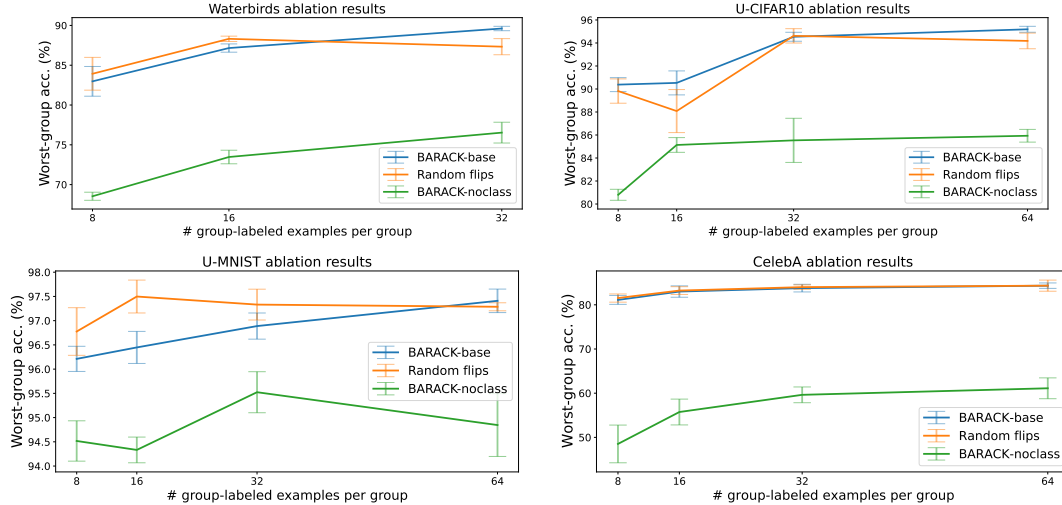 Waterbirds ablation results
Worst-group acc. (%)
90
85
80
75
70
8
16
32
# group-labeled examples per group
BARACK-base
Random flips
BARACK-noclass
U-CIFAR10 ablation results
Worst-group acc. (%)
96
94
92
90
88
86
84
82
80
8
16
32
64
# group-labeled examples per group
BARACK-base
Random flips
BARACK-noclass
U-MNIST ablation results
Worst-group acc. (%)
98.0
97.5
97.0
96.5
96.0
95.5
95.0
94.5
94.0
8
16
32
64
# group-labeled examples per group
BARACK-base
Random flips
BARACK-noclass
CelebA ablation results
Worst-group acc. (%)
80
70
60
50
8
16
32
64
# group-labeled examples per group
BARACK-base
Random flips
BARACK-noclass